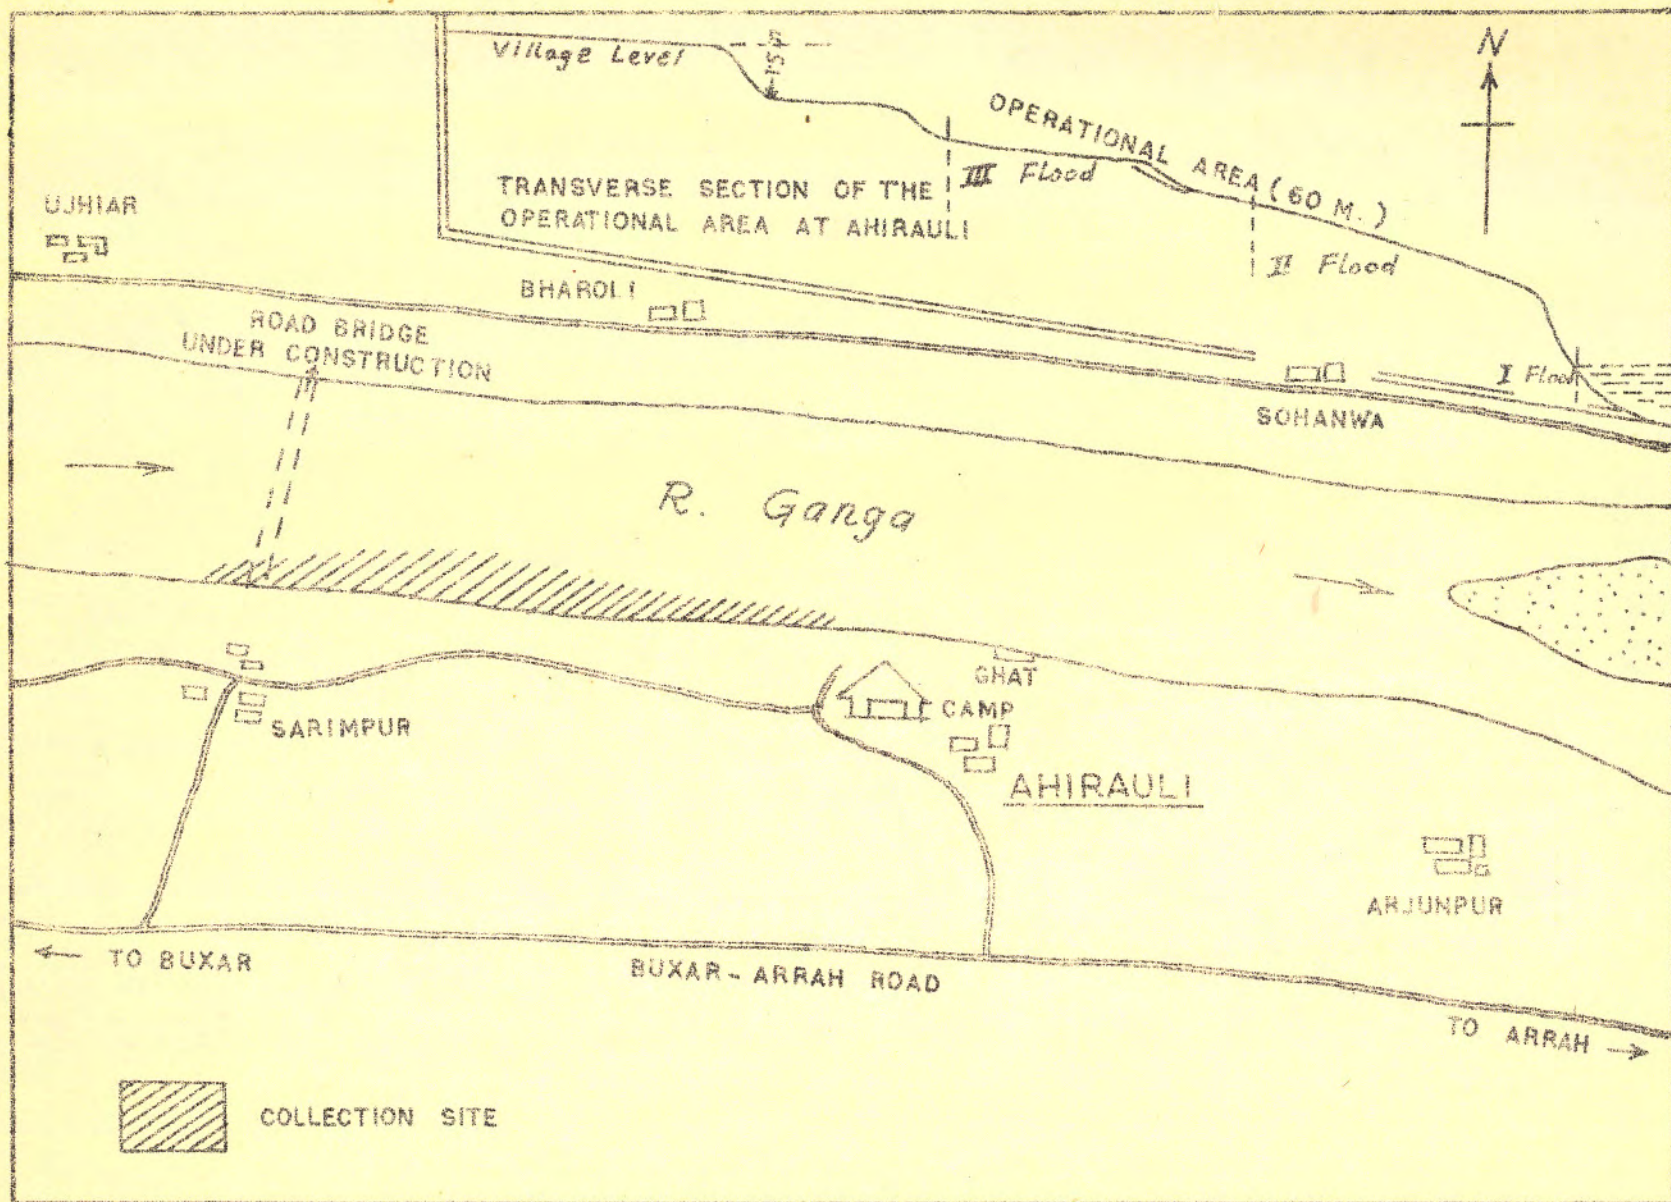 Village Level
N
OPERATIONAL AREA (60 M.)
III Flood
TRANSVERSE SECTION OF THE
OPERATIONAL AREA AT AHIRAULI
II Flood
UJHIAR
BHAROLI
ROAD BRIDGE
UNDER CONSTRUCTION
I Flood
SOHANWA
R. Ganga
GHAT
CAMP
SARIMPUR
AHIRAULI
ARJUNPUR
TO BUXAR
BUXAR - ARRAH ROAD
TO ARRAH
COLLECTION SITE